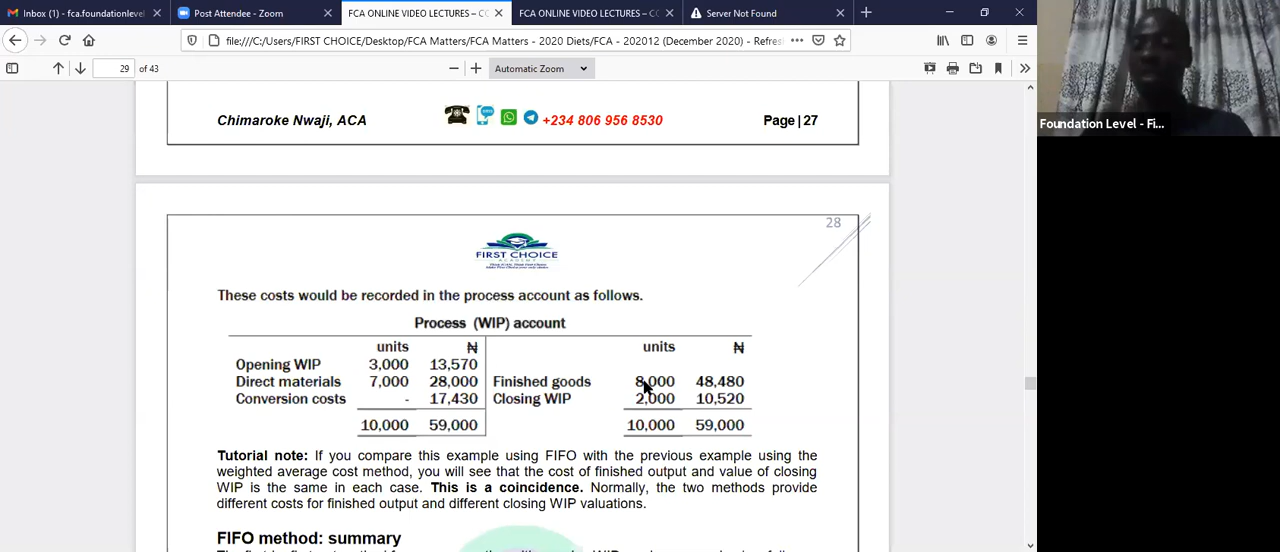 Inbox (1) - fca.foundationlevel
Post Attendee - Zoom
FCA ONLINE VIDEO LECTURES – CO
FCA ONLINE VIDEO LECTURES – CO
Server Not Found
file:///C:/Users/FIRST CHOICE/Desktop/FCA Matters/FCA Matters - 2020 Diets/FCA - 202012 (December 2020) - Refres
29 of 43
Automatic Zoom
Foundation Level - Fi...
Chimaroke Nwaji, ACA +234 806 956 8530 Page | 27
28
FIRST CHOICE
ACADEMY
These costs would be recorded in the process account as follows.
Process (WIP) account
units ₦ units ₦
Opening WIP 3,000 13,570
Direct materials 7,000 28,000 Finished goods 8,000 48,480
Conversion costs - 17,430 Closing WIP 2,000 10,520
10,000 59,000 10,000 59,000
Tutorial note: If you compare this example using FIFO with the previous example using the
weighted average cost method, you will see that the cost of finished output and value of closing
WIP is the same in each case. This is a coincidence. Normally, the two methods provide
different costs for finished output and different closing WIP valuations.
FIFO method: summary